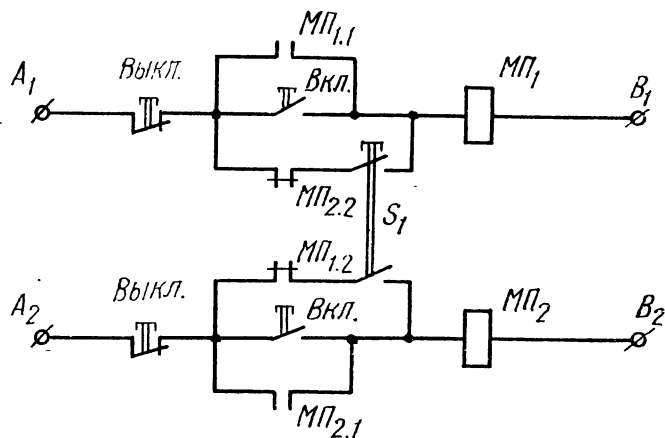 МП1.1
A1
Выкл.
Вкл.
МП1
B1
МП2.2
S1
МП1.2
A2
Выкл.
Вкл.
МП2
B2
МП2.1